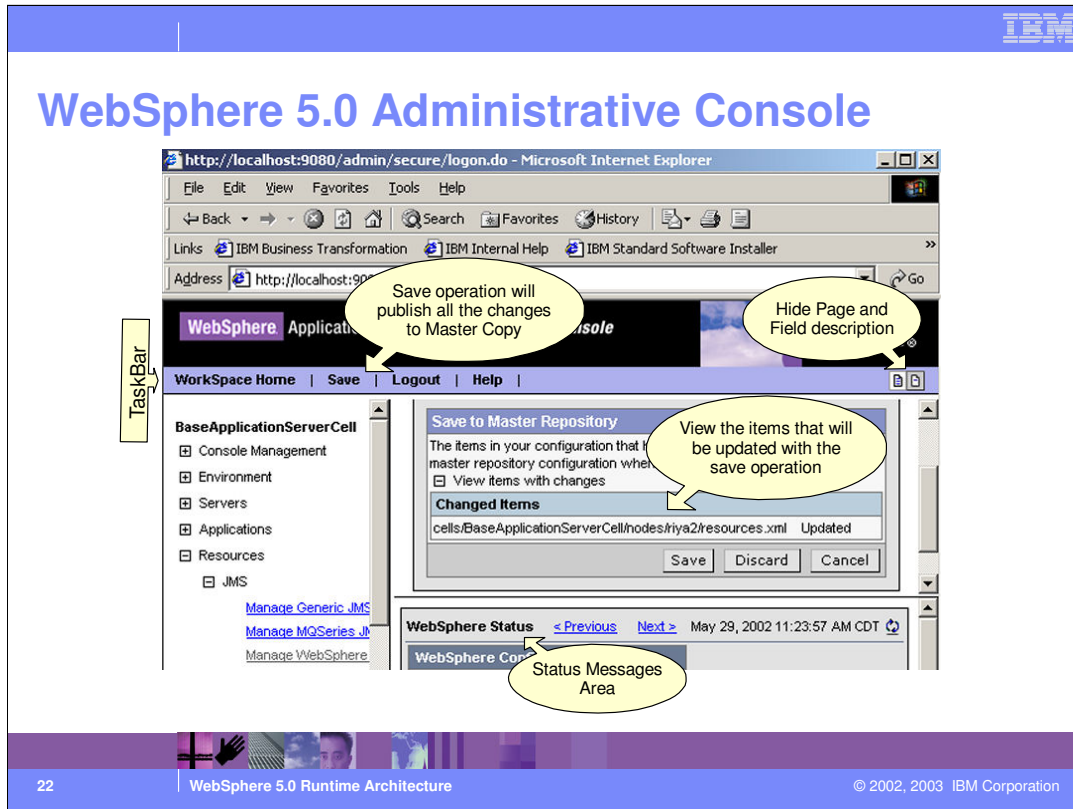 IBM
WebSphere 5.0 Administrative Console
http://localhost:9080/admin/secure/logon.do - Microsoft Internet Explorer
File Edit View Favorites Tools Help
Back Search Favorites History
Links IBM Business Transformation IBM Internal Help IBM Standard Software Installer »
Address http://localhost:90 Go
Save operation will
publish all the changes
to Master Copy
Hide Page and
Field description
WebSphere. Applicati
®
TaskBar
WorkSpace Home | Save | Logout | Help |
BaseApplicationServerCell
Console Management
Environment
Servers
Applications
Resources
JMS
Manage Generic JMS
Manage MQSeries
Manage WebSphere
Save to Master Repository
The items in your configuration that
master repository configuration
View items with changes
View the items that will
be updated with the
save operation
Changed Items
cells/BaseApplicationServerCell/nodes/riya2/resources.xml Updated
Save Discard Cancel
WebSphere Status < Previous Next > May 29, 2002 11:23:57 AM CDT
WebSphere
Status Messages
Area
22 WebSphere 5.0 Runtime Architecture © 2002, 2003 IBM Corporation